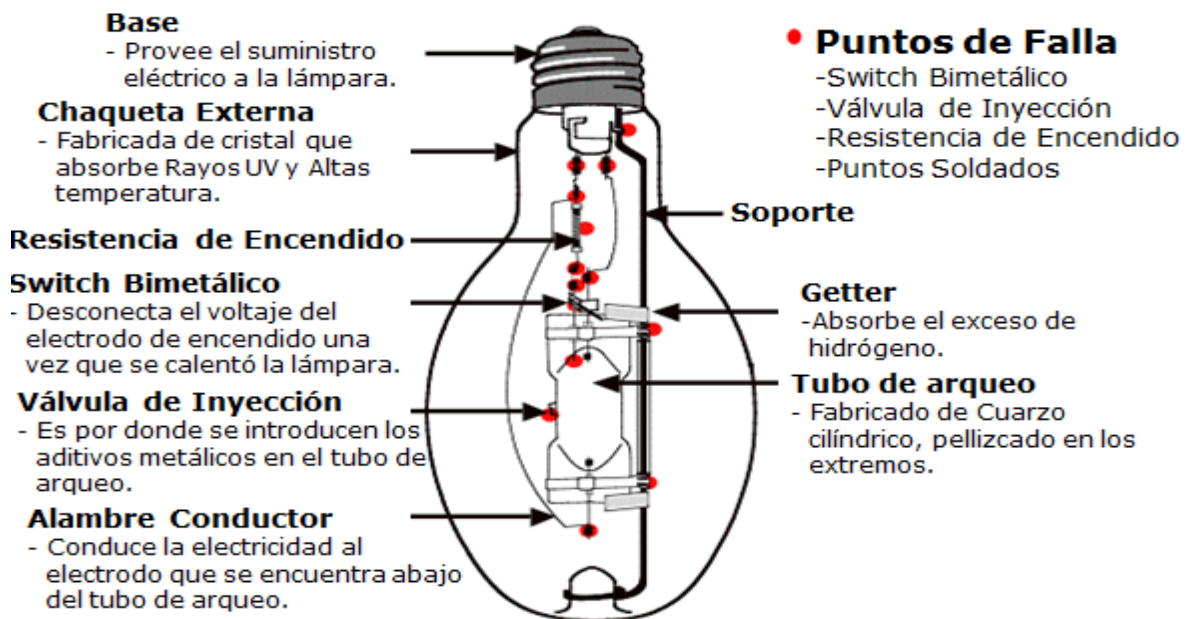 Base
- Provee el suministro
eléctrico a la lámpara.
Chaqueta Externa
- Fabricada de cristal que
absorbe Rayos UV y Altas
temperatura.
Resistencia de Encendido
Switch Bimetálico
- Desconecta el voltaje del
electrodo de encendido una
vez que se calentó la lámpara.
Válvula de Inyección
- Es por donde se introducen los
aditivos metálicos en el tubo de
arqueo.
Alambre Conductor
- Conduce la electricidad al
electrodo que se encuentra abajo
del tubo de arqueo.
Puntos de Falla
-Switch Bimetálico
-Válvula de Inyección
-Resistencia de Encendido
-Puntos Soldados
Soporte
Getter
-Absorbe el exceso de
hidrógeno.
Tubo de arqueo
- Fabricado de Cuarzo
cilíndrico, pellizcado en los
extremos.